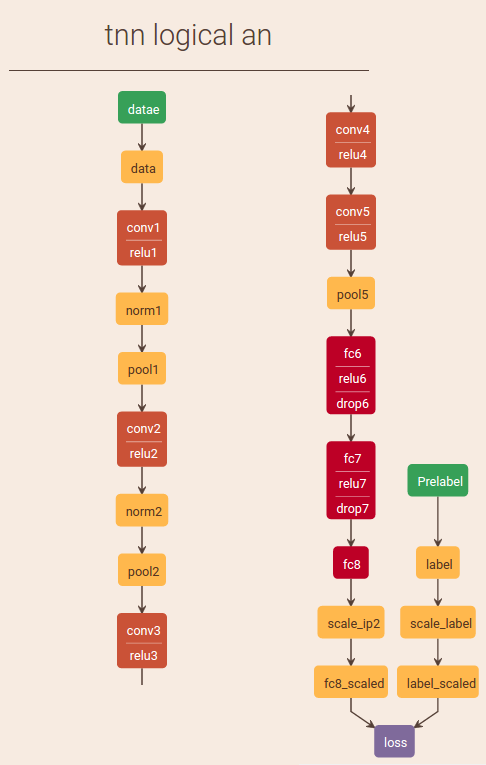 tnn logical an
datae
data
conv1
relu1
norm1
pool1
conv2
relu2
norm2
pool2
conv3
relu3
conv4
relu4
conv5
relu5
pool5
fc6
relu6
drop6
fc7
relu7
drop7
fc8
scale_ip2
fc8_scaled
Prelabel
label
scale_label
label_scaled
loss